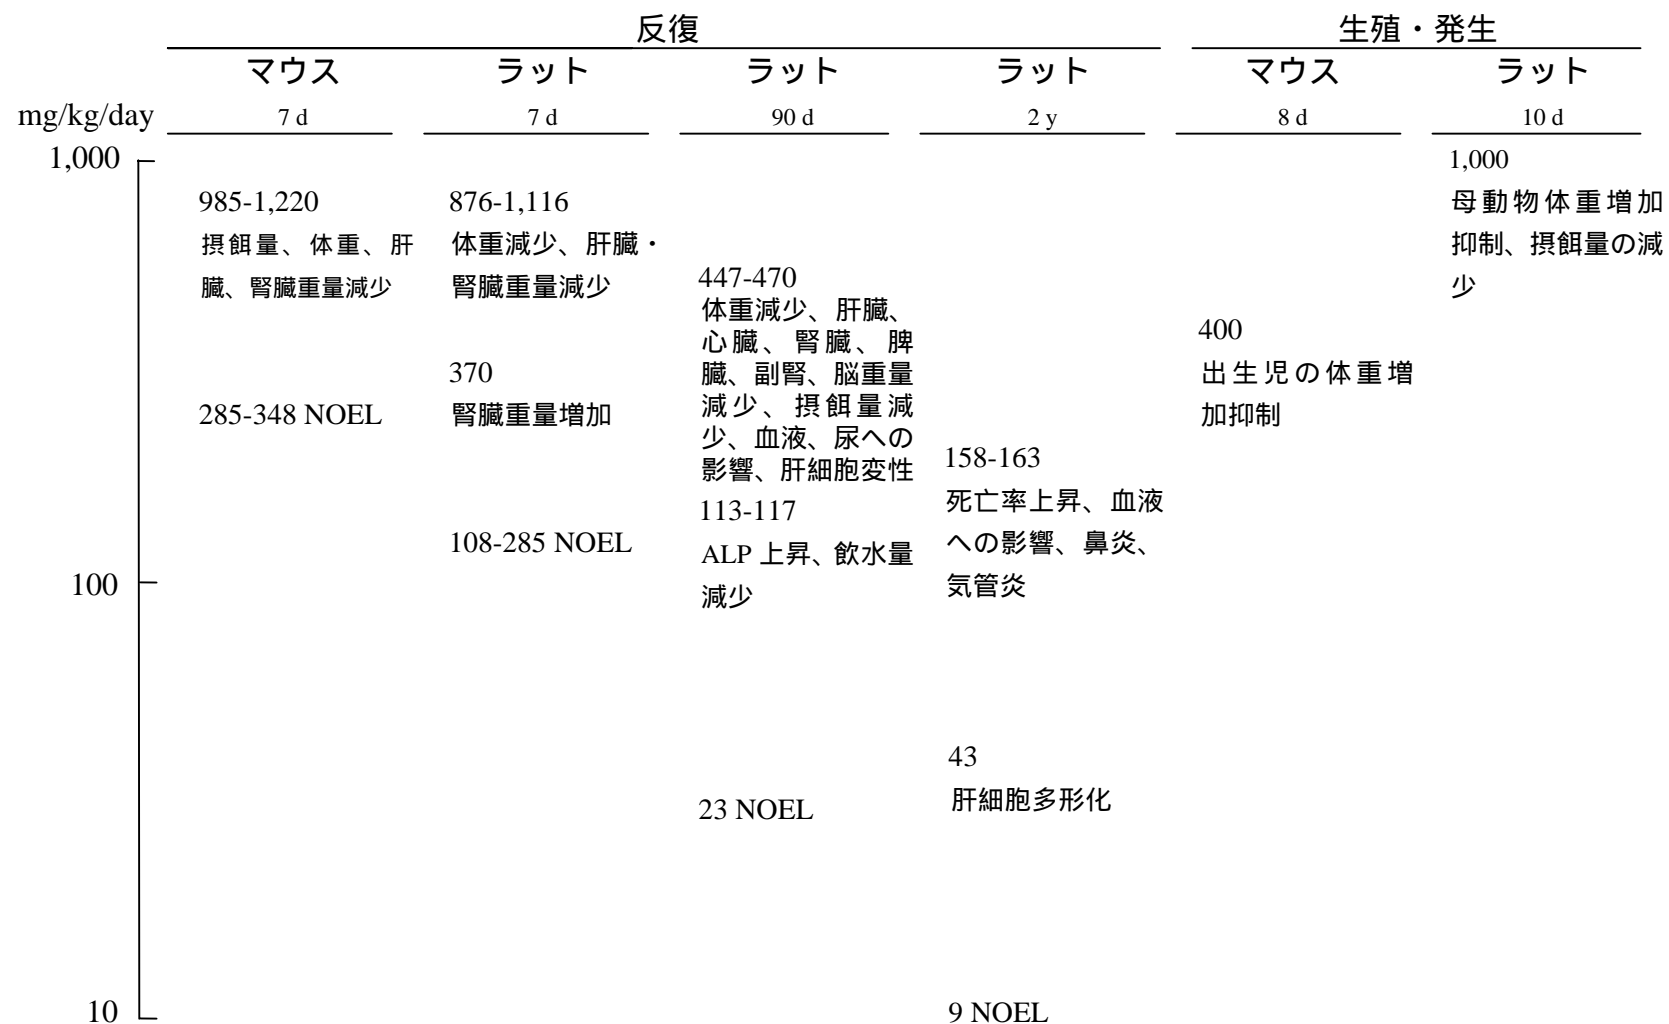 反復
生殖・発生
マウス
ラット
ラット
ラット
マウス
ラット
mg/kg/day
7 d
7 d
90 d
2 y
8 d
10 d
1,000
100
10
985-1,220
摂餌量、体重、肝
臓、腎臓重量減少
285-348 NOEL
876-1,116
体重減少、肝臓・
腎臓重量減少
370
腎臓重量増加
108-285 NOEL
447-470
体重減少、肝臓、
心臓、腎臓、脾
臓、副腎、脳重量
減少、摂餌量減
少、血液、尿への
影響、肝細胞変性
113-117
ALP 上昇、飲水量
減少
23 NOEL
158-163
死亡率上昇、血液
への影響、鼻炎、
気管炎
43
肝細胞多形化
9 NOEL
400
出生児の体重増
加抑制
1,000
母動物体重増加
抑制、摂餌量の減
少